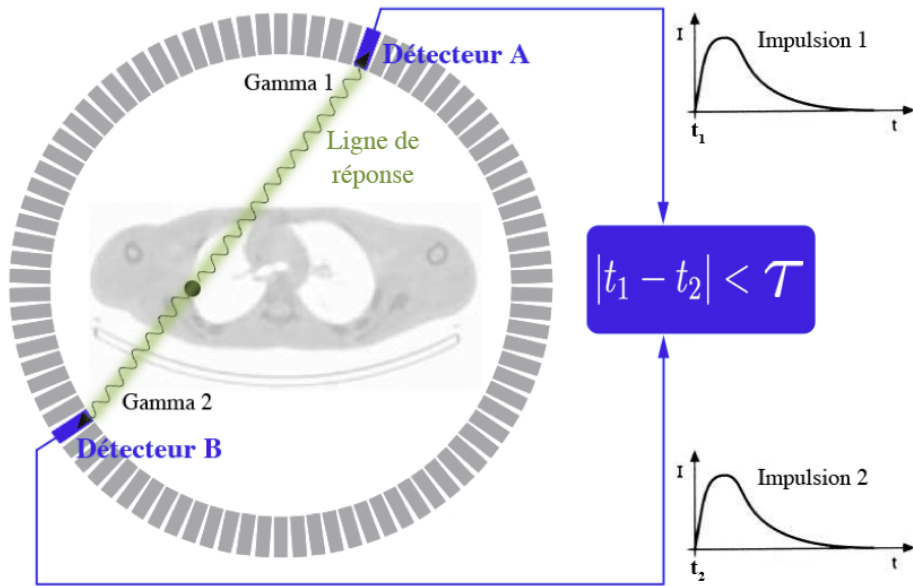 Détecteur A
Gamma 1
Ligne de
réponse
Gamma 2
Détecteur B
I
Impulsion 1
t₁
t
|t₁ − t₂| < τ
I
Impulsion 2
t₂
t